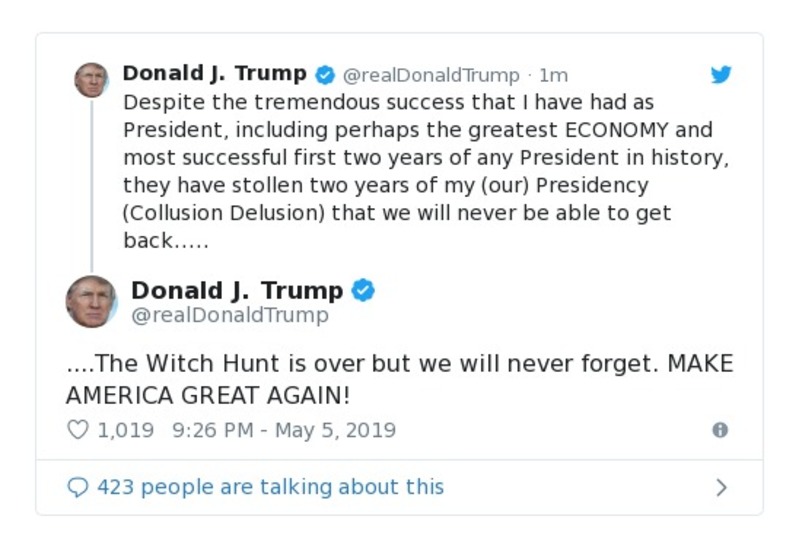 Donald J. Trump @realDonaldTrump · 1m
Despite the tremendous success that I have had as
President, including perhaps the greatest ECONOMY and
most successful first two years of any President in history,
they have stollen two years of my (our) Presidency
(Collusion Delusion) that we will never be able to get
back.....
Donald J. Trump
@realDonaldTrump
....The Witch Hunt is over but we will never forget. MAKE
AMERICA GREAT AGAIN!
1,019 9:26 PM - May 5, 2019
423 people are talking about this